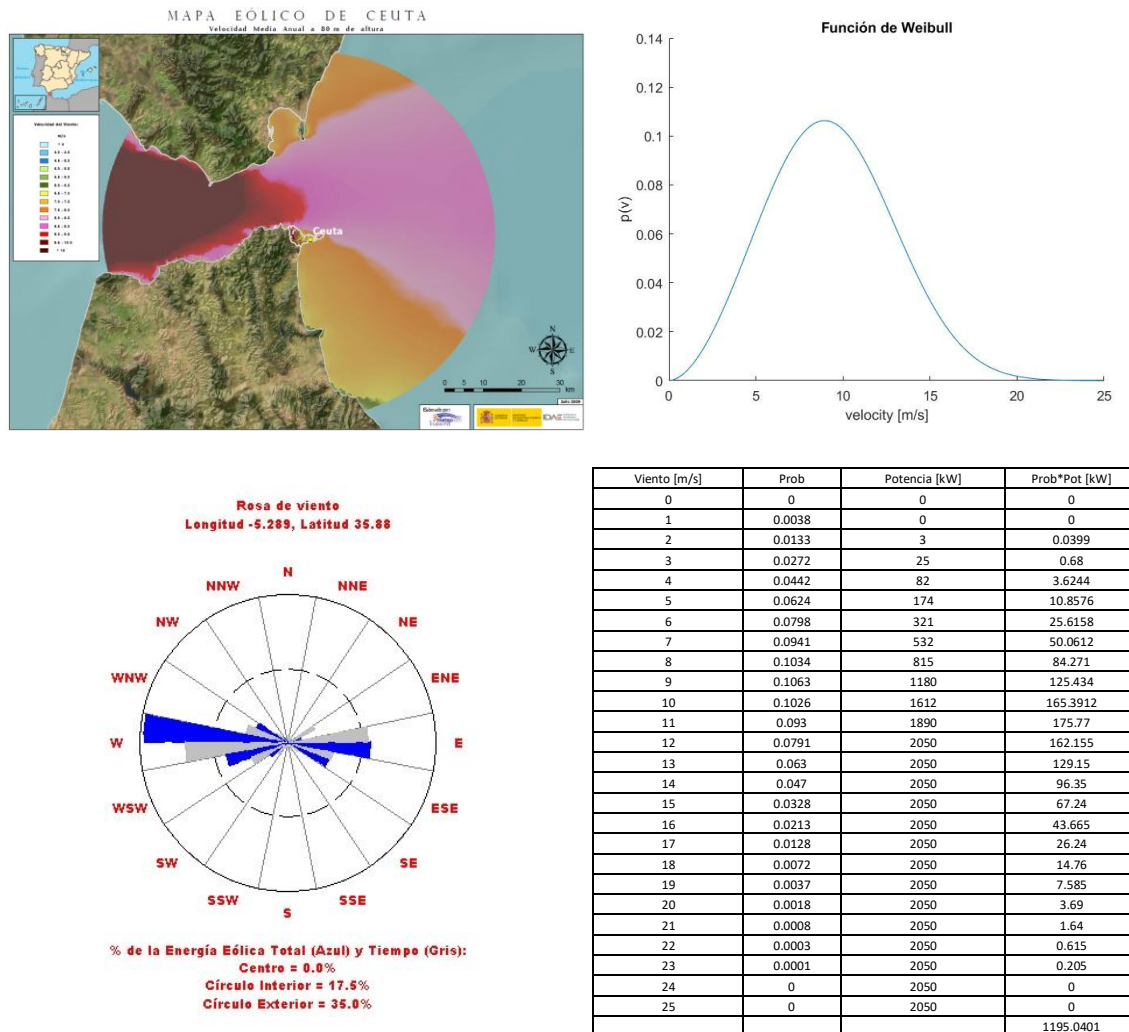 MAPA EÓLICO DE CEUTA
Velocidad Media Anual a 80 m de altura
Velocidad del Viento:
M/s
Ceuta
N
W E
S
0 5 10 20 30
km
Julio 2009
IDAE
Función de Weibull
0.14
0.12
0.1
0.08
0.06
0.04
0.02
0
p(v)
0 5 10 15 20 25
velocity [m/s]
Rosa de viento
Longitud -5.289, Latitud 35.88
N
NNW NNE
NW NE
WNW ENE
W E
WSW ESE
SW SE
SSW SSE
S
% de la Energía Eólica Total (Azul) y Tiempo (Gris):
Centro = 0.0%
Círculo Interior = 17.5%
Círculo Exterior = 35.0%
Viento [m/s] Prob Potencia [kW] Prob*Pot [kW]
0 0 0 0
1 0.0038 0 0
2 0.0133 3 0.0399
3 0.0272 25 0.68
4 0.0442 82 3.6244
5 0.0624 174 10.8576
6 0.0798 321 25.6158
7 0.0941 532 50.0612
8 0.1034 815 84.271
9 0.1063 1180 125.434
10 0.1026 1612 165.3912
11 0.093 1890 175.77
12 0.0791 2050 162.155
13 0.063 2050 129.15
14 0.047 2050 96.35
15 0.0328 2050 67.24
16 0.0213 2050 43.665
17 0.0128 2050 26.24
18 0.0072 2050 14.76
19 0.0037 2050 7.585
20 0.0018 2050 3.69
21 0.0008 2050 1.64
22 0.0003 2050 0.615
23 0.0001 2050 0.205
24 0 2050 0
25 0 2050 0
1195.0401